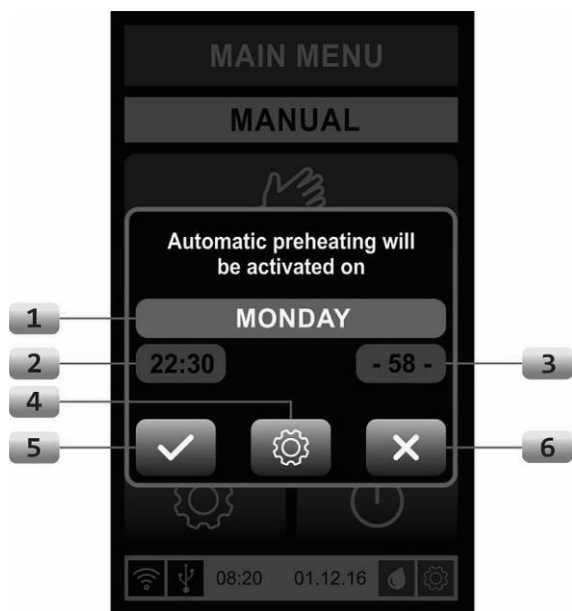 MAIN MENU
MANUAL
Automatic preheating will
be activated on
1
MONDAY
2
22:30
- 58 -
3
4
5
6
08:20
01.12.16